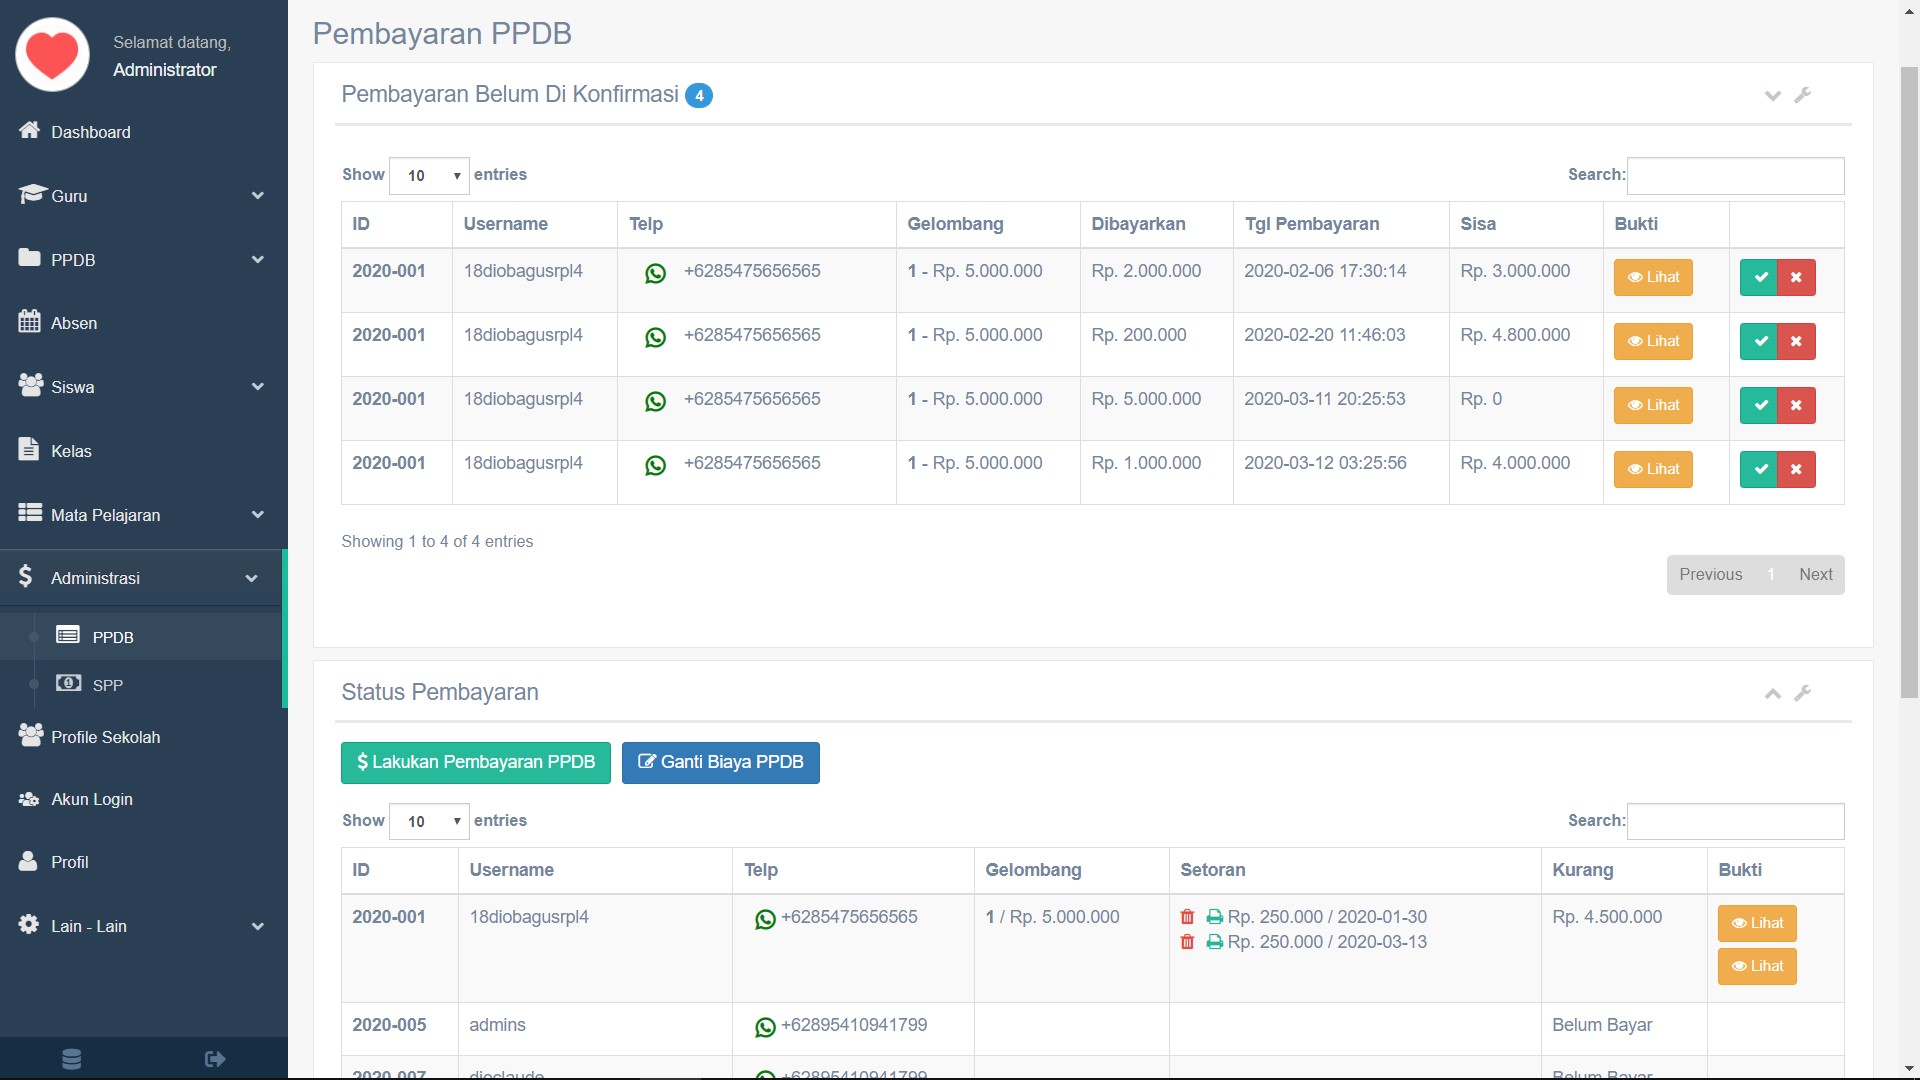 Selamat datang,
Administrator
Dashboard
Guru
PPDB
Absen
Siswa
Kelas
Mata Pelajaran
Administrasi
PPDB
SPP
Profile Sekolah
Akun Login
Profil
Lain - Lain
Pembayaran PPDB
Pembayaran Belum Di Konfirmasi 4
Show 10 entries Search:
ID Username Telp Gelombang Dibayarkan Tgl Pembayaran Sisa Bukti
2020-001 18diobagusrpl4 +6285475656565 1 - Rp. 5.000.000 Rp. 2.000.000 2020-02-06 17:30:14 Rp. 3.000.000 Lihat
2020-001 18diobagusrpl4 +6285475656565 1 - Rp. 5.000.000 Rp. 200.000 2020-02-20 11:46:03 Rp. 4.800.000 Lihat
2020-001 18diobagusrpl4 +6285475656565 1 - Rp. 5.000.000 Rp. 5.000.000 2020-03-11 20:25:53 Rp. 0 Lihat
2020-001 18diobagusrpl4 +6285475656565 1 - Rp. 5.000.000 Rp. 1.000.000 2020-03-12 03:25:56 Rp. 4.000.000 Lihat
Showing 1 to 4 of 4 entries
Previous 1 Next
Status Pembayaran
$ Lakukan Pembayaran PPDB Ganti Biaya PPDB
Show 10 entries Search:
ID Username Telp Gelombang Setoran Kurang Bukti
2020-001 18diobagusrpl4 +6285475656565 1 / Rp. 5.000.000 Rp. 250.000 / 2020-01-30 Rp. 4.500.000 Lihat
Rp. 250.000 / 2020-03-13 Lihat
2020-005 admins +62895410941799 Belum Bayar
2020-007 dioclaude +62895410941799 Belum Bayar